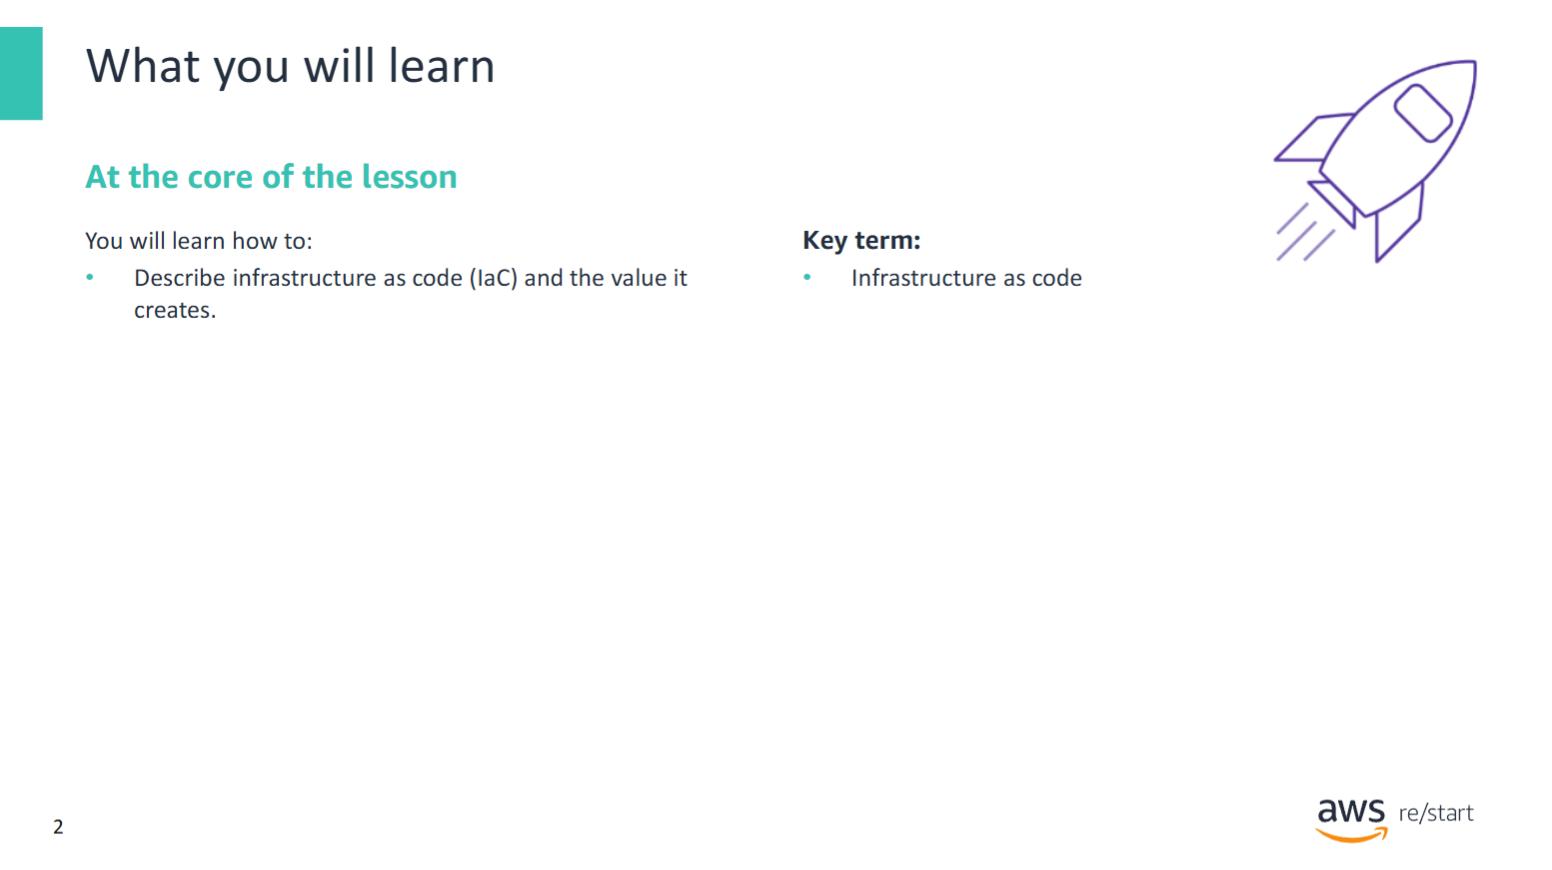 What you will learn
At the core of the lesson
You will learn how to:
• Describe infrastructure as code (IaC) and the value it
creates.
Key term:
• Infrastructure as code
2
aws re/start